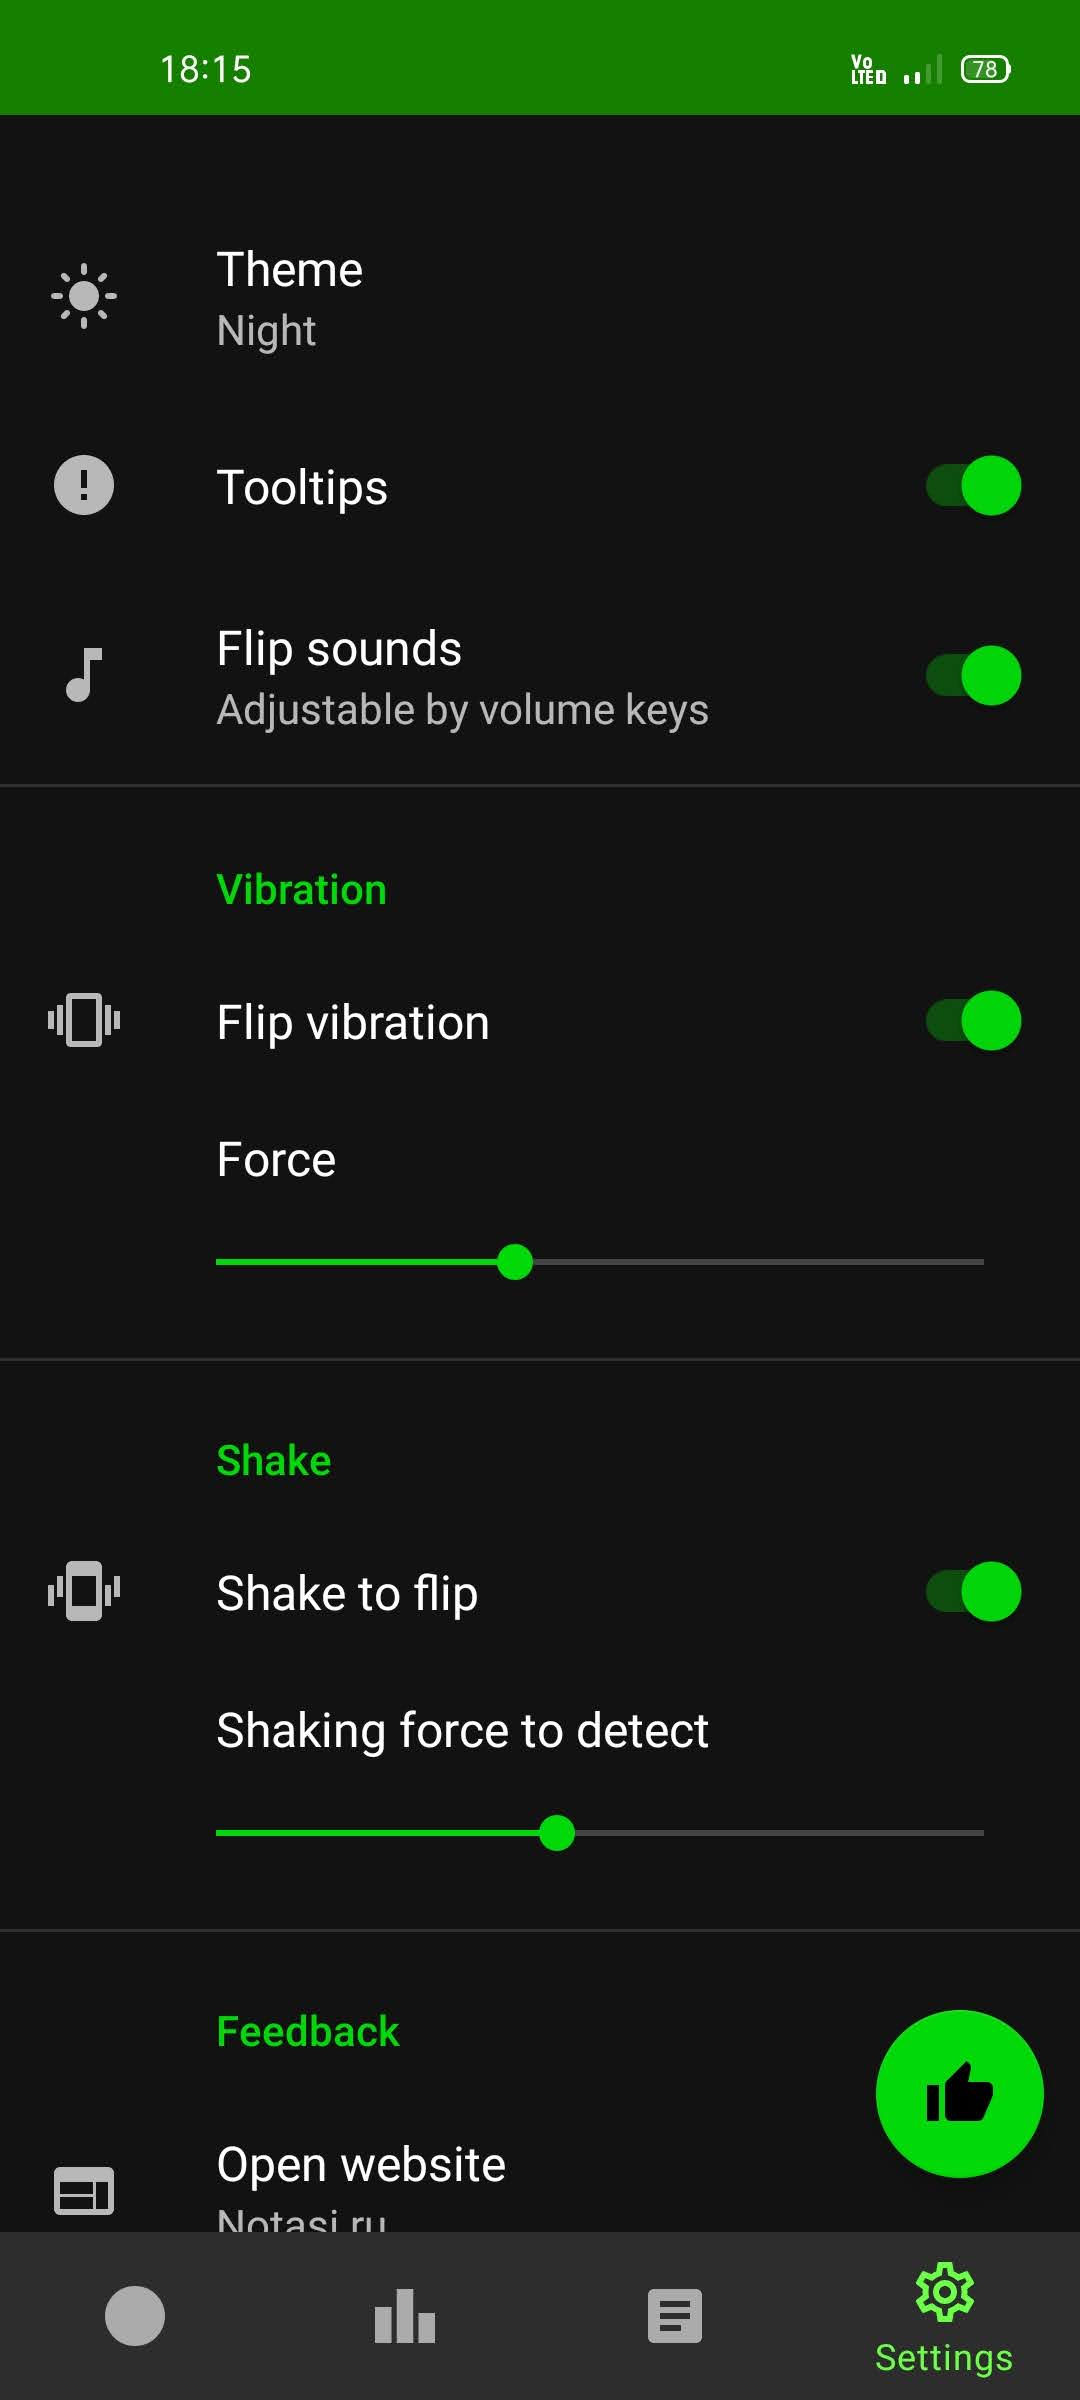 18:15
Vo
LTED
78
Theme
Night
Tooltips
Flip sounds
Adjustable by volume keys
Vibration
Flip vibration
Force
Shake
Shake to flip
Shaking force to detect
Feedback
Open website
Notasi.ru
Settings